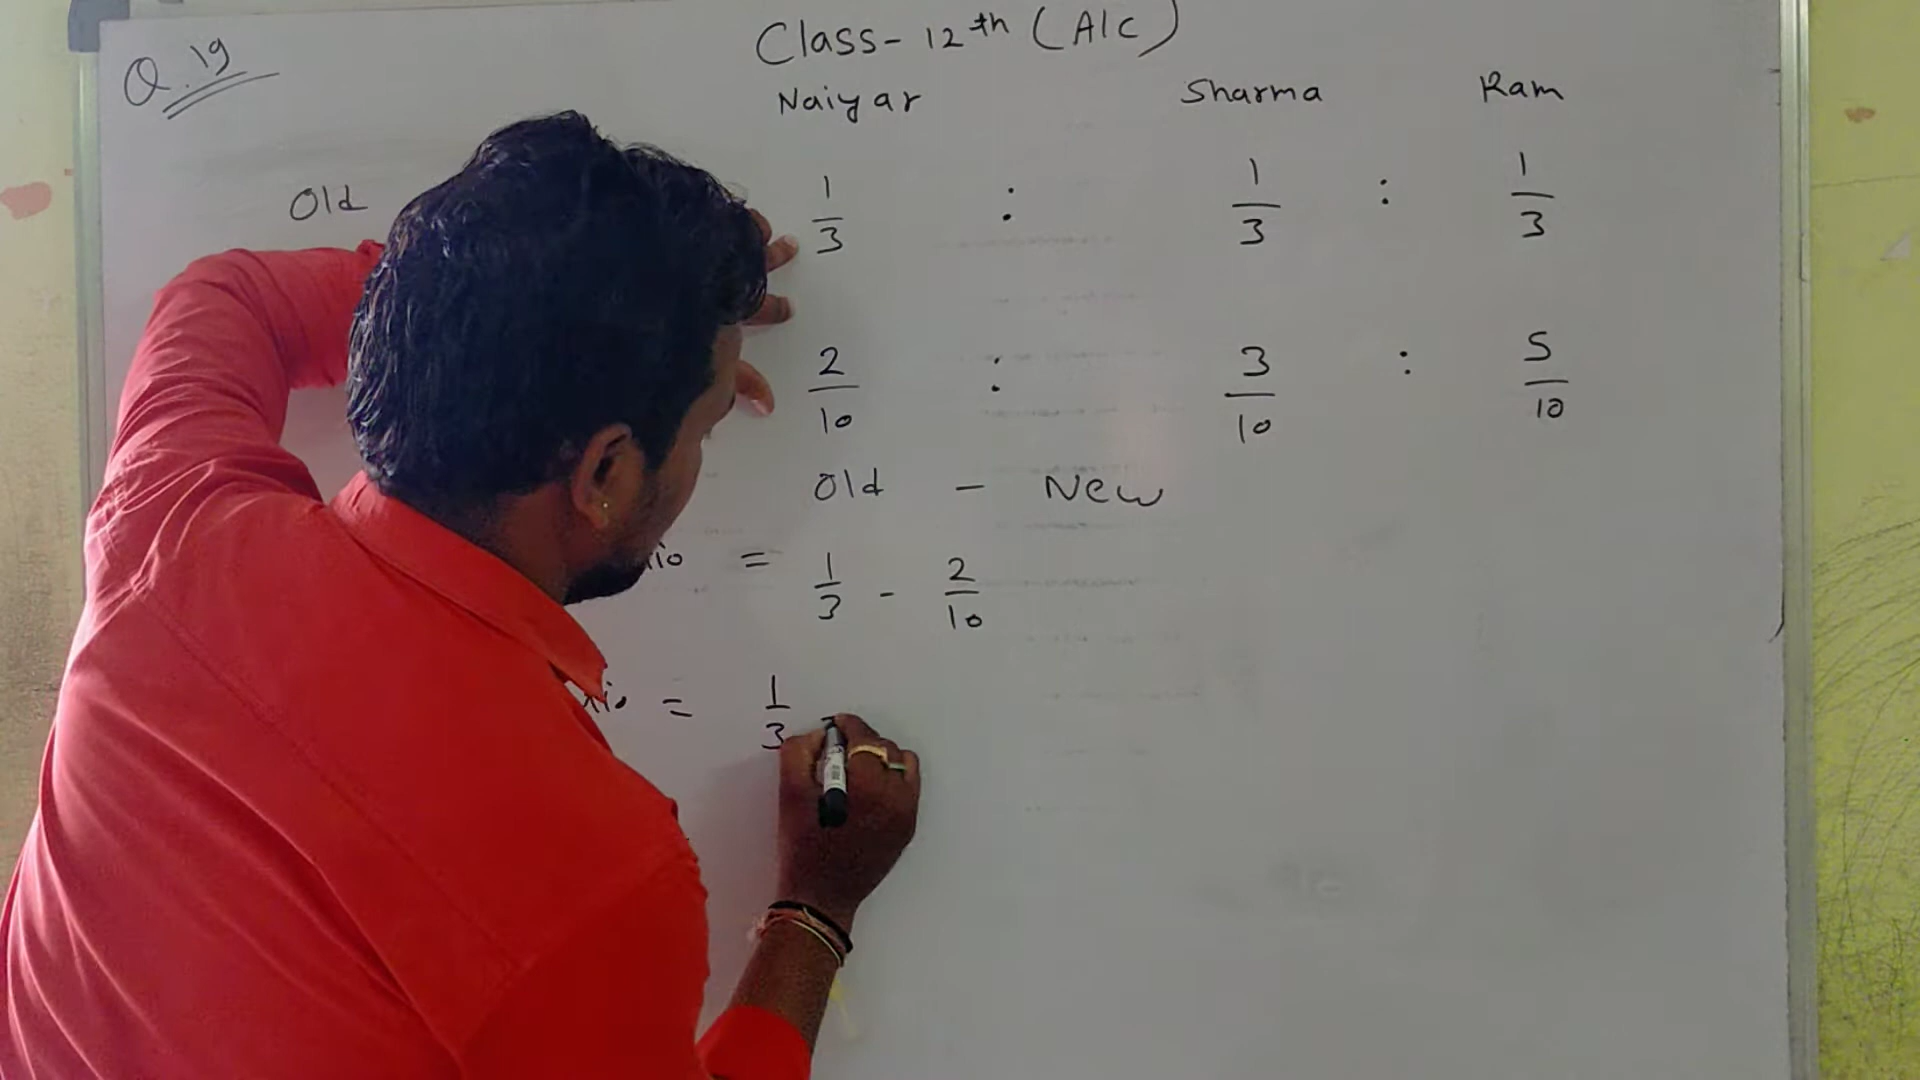 Q.19
Class-12th (A/C)
Naiyar Sharma Ram
Old 1/3 : 1/3 : 1/3
2/10 : 3/10 : 5/10
Old - New
= 1/3 - 2/10
= 1/3